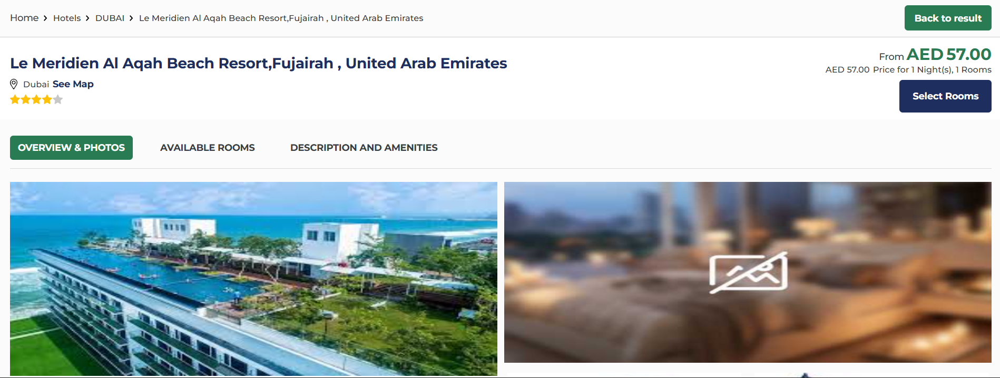 Home > Hotels > DUBAI > Le Meridien Al Aqah Beach Resort,Fujairah , United Arab Emirates
Back to result
Le Meridien Al Aqah Beach Resort,Fujairah , United Arab Emirates
Dubai See Map
From AED 57.00
AED 57.00 Price for 1 Night(s), 1 Rooms
Select Rooms
OVERVIEW & PHOTOS
AVAILABLE ROOMS
DESCRIPTION AND AMENITIES